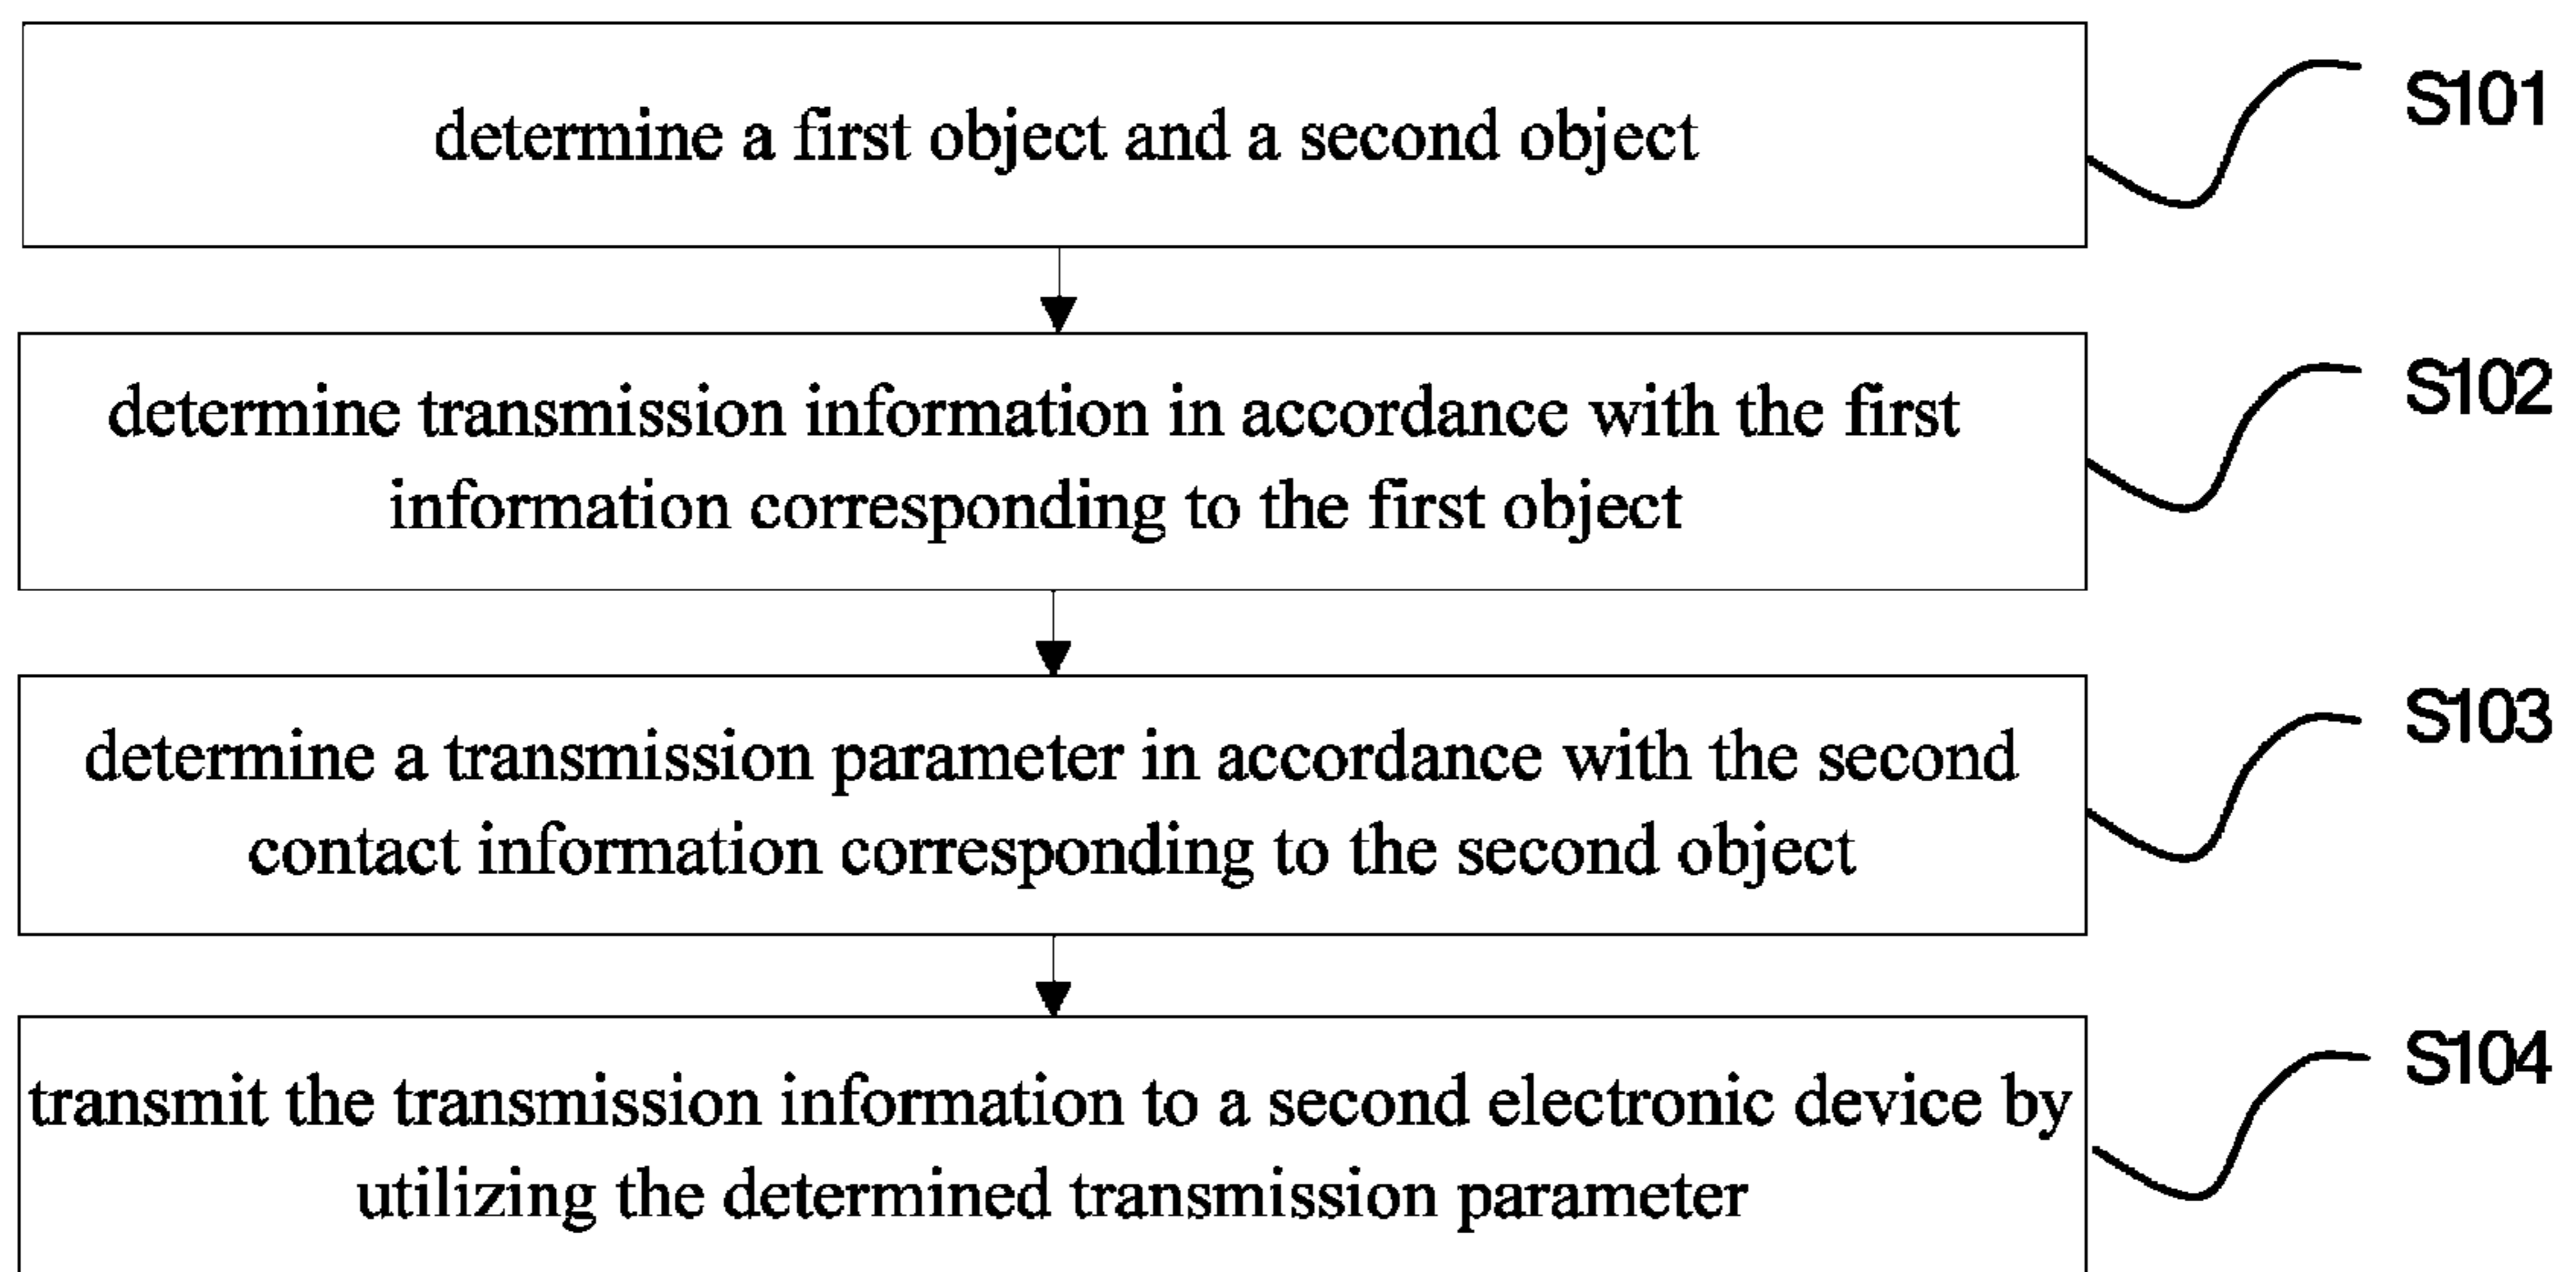 determine a first object and a second object
S101
determine transmission information in accordance with the first
information corresponding to the first object
S102
determine a transmission parameter in accordance with the second
contact information corresponding to the second object
S103
transmit the transmission information to a second electronic device by
utilizing the determined transmission parameter
S104